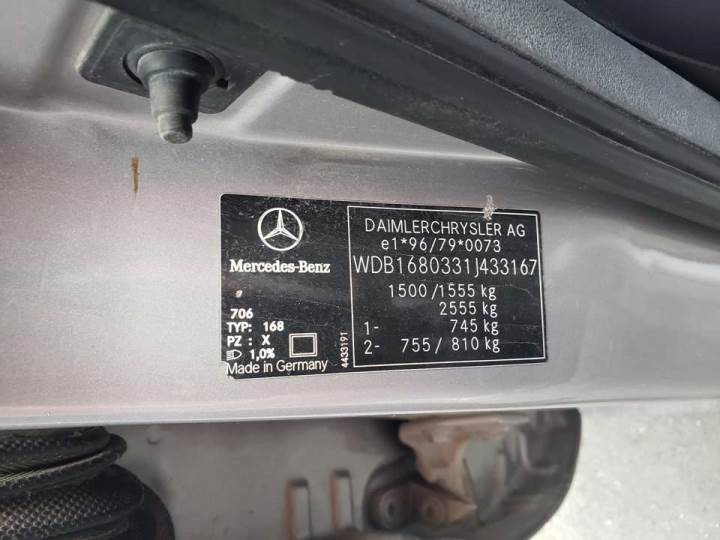 Mercedes-Benz
706
TYP: 168
PZ : X
1,0%
Made in Germany
4433191
DAIMLERCHRYSLER AG
e1*96/79*0073
WDB1680331J433167
1500/1555 kg
2555 kg
1- 745 kg
2- 755/ 810 kg